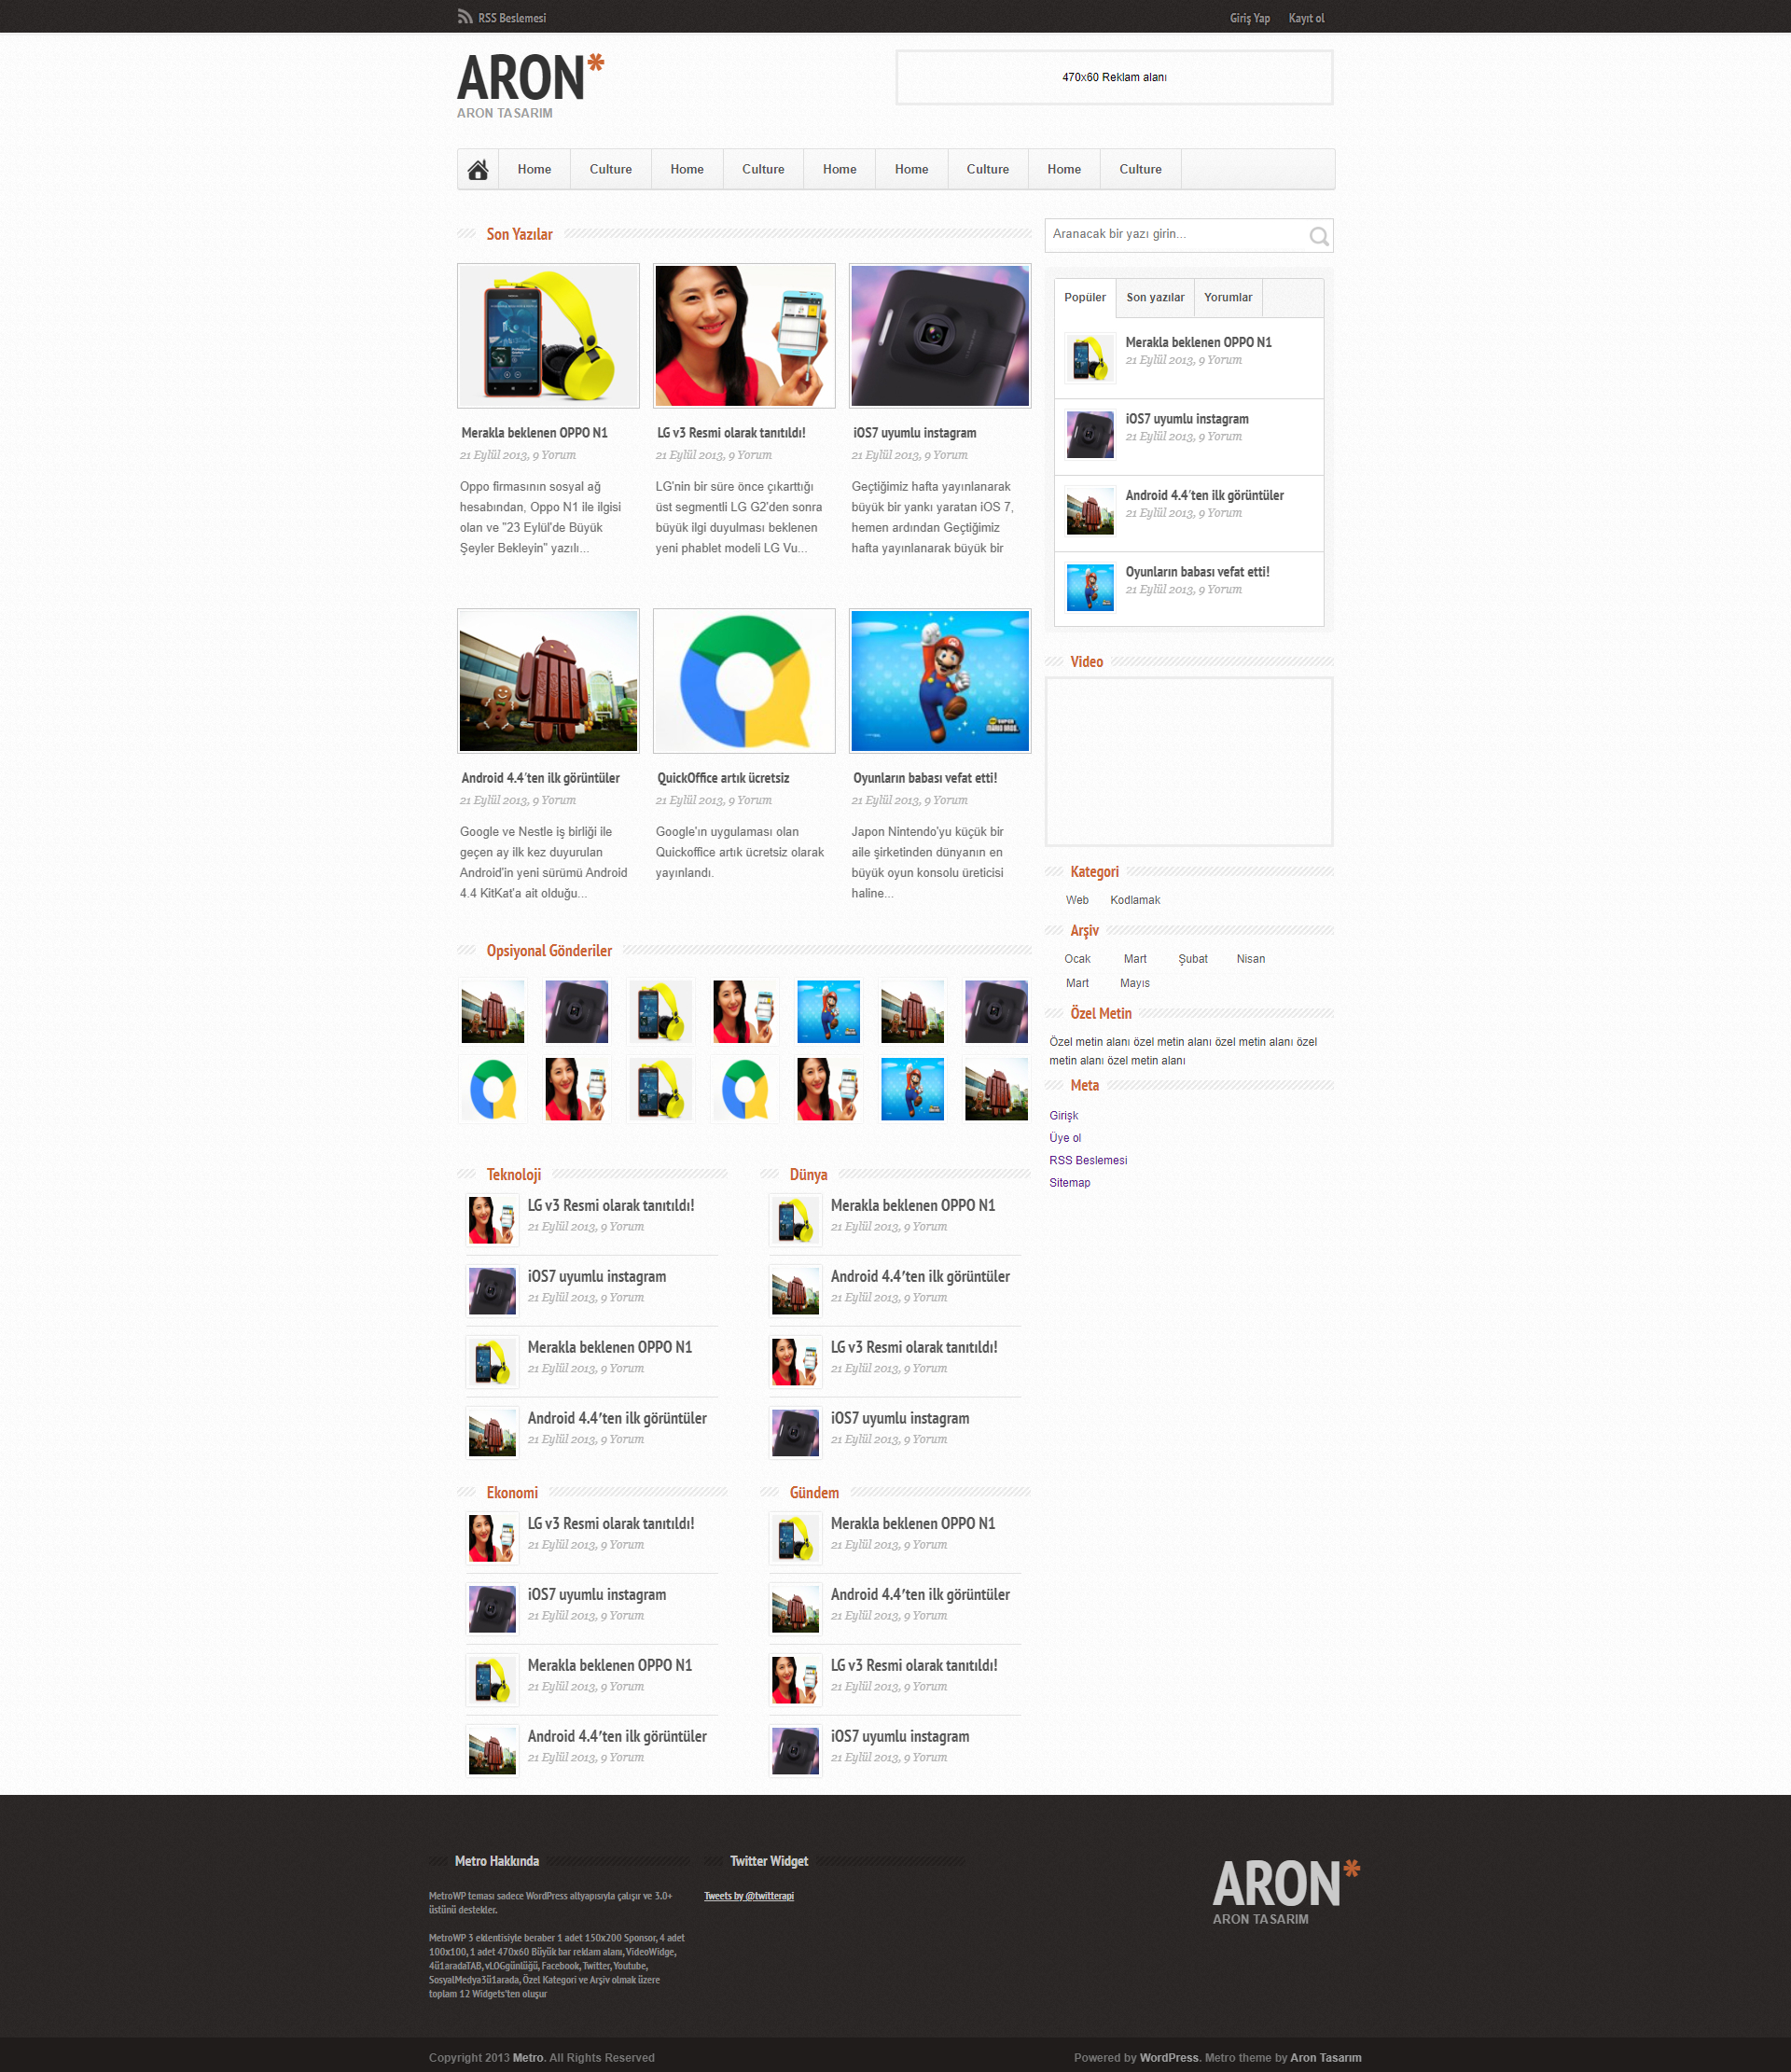 RSS Beslemesi
Giriş Yap Kayıt ol
ARON*
ARON TASARIM
470x60 Reklam alanı
Home Culture Home Culture Home Home Culture Home Culture
Son Yazılar
Merakla beklenen OPPO N1
21 Eylül 2013, 9 Yorum
Oppo firmasının sosyal ağ
hesabından, Oppo N1 ile ilgisi
olan ve "23 Eylül'de Büyük
Şeyler Bekleyin" yazılı...
LG v3 Resmi olarak tanıtıldı!
21 Eylül 2013, 9 Yorum
LG'nin bir süre önce çıkarttığı
üst segmentli LG G2'den sonra
büyük ilgi duyulması beklenen
yeni phablet modeli LG Vu...
iOS7 uyumlu instagram
21 Eylül 2013, 9 Yorum
Geçtiğimiz hafta yayınlanarak
büyük bir yankı yaratan iOS 7,
hemen ardından Geçtiğimiz
hafta yayınlanarak büyük bir
Android 4.4'ten ilk görüntüler
21 Eylül 2013, 9 Yorum
Google ve Nestle iş birliği ile
geçen ay ilk kez duyurulan
Android'in yeni sürümü Android
4.4 KitKat'a ait olduğu...
QuickOffice artık ücretsiz
21 Eylül 2013, 9 Yorum
Google'ın uygulaması olan
Quickoffice artık ücretsiz olarak
yayınlandı.
Oyunların babası vefat etti!
21 Eylül 2013, 9 Yorum
Japon Nintendo'yu küçük bir
aile şirketinden dünyanın en
büyük oyun konsolu üreticisi
haline...
Opsiyonal Gönderiler
Teknoloji
LG v3 Resmi olarak tanıtıldı!
21 Eylül 2013, 9 Yorum
iOS7 uyumlu instagram
21 Eylül 2013, 9 Yorum
Merakla beklenen OPPO N1
21 Eylül 2013, 9 Yorum
Android 4.4'ten ilk görüntüler
21 Eylül 2013, 9 Yorum
Dünya
Merakla beklenen OPPO N1
21 Eylül 2013, 9 Yorum
Android 4.4'ten ilk görüntüler
21 Eylül 2013, 9 Yorum
LG v3 Resmi olarak tanıtıldı!
21 Eylül 2013, 9 Yorum
iOS7 uyumlu instagram
21 Eylül 2013, 9 Yorum
Ekonomi
LG v3 Resmi olarak tanıtıldı!
21 Eylül 2013, 9 Yorum
iOS7 uyumlu instagram
21 Eylül 2013, 9 Yorum
Merakla beklenen OPPO N1
21 Eylül 2013, 9 Yorum
Android 4.4'ten ilk görüntüler
21 Eylül 2013, 9 Yorum
Gündem
Merakla beklenen OPPO N1
21 Eylül 2013, 9 Yorum
Android 4.4'ten ilk görüntüler
21 Eylül 2013, 9 Yorum
LG v3 Resmi olarak tanıtıldı!
21 Eylül 2013, 9 Yorum
iOS7 uyumlu instagram
21 Eylül 2013, 9 Yorum
Aranacak bir yazı girin...
Popüler Son yazılar Yorumlar
Merakla beklenen OPPO N1
21 Eylül 2013, 9 Yorum
iOS7 uyumlu instagram
21 Eylül 2013, 9 Yorum
Android 4.4'ten ilk görüntüler
21 Eylül 2013, 9 Yorum
Oyunların babası vefat etti!
21 Eylül 2013, 9 Yorum
Video
Kategori
Web Kodlamak
Arşiv
Ocak Mart Şubat Nisan
Mart Mayıs
Özel Metin
Özel metin alanı özel metin alanı özel metin alanı özel
metin alanı özel metin alanı
Meta
Girişk
Üye ol
RSS Beslemesi
Sitemap
Metro Hakkında
MetroWP teması sadece WordPress altyapısıyla çalışır ve 3.0+
üstünü destekler.
MetroWP 3 eklentisiyle beraber 1 adet 150x200 Sponsor, 4 adet
100x100, 1 adet 470x60 Büyük bar reklam alanı, VideoWidge,
4ü1aradaTAB, vLOGgünlüğü, Facebook, Twitter, Youtube,
SosyalMedya3ü1arada, Özel Kategori ve Arşiv olmak üzere
toplam 12 Widgets'ten oluşur
Twitter Widget
Tweets by @twitterapi
ARON*
ARON TASARIM
Copyright 2013 Metro. All Rights Reserved
Powered by WordPress. Metro theme by Aron Tasarım